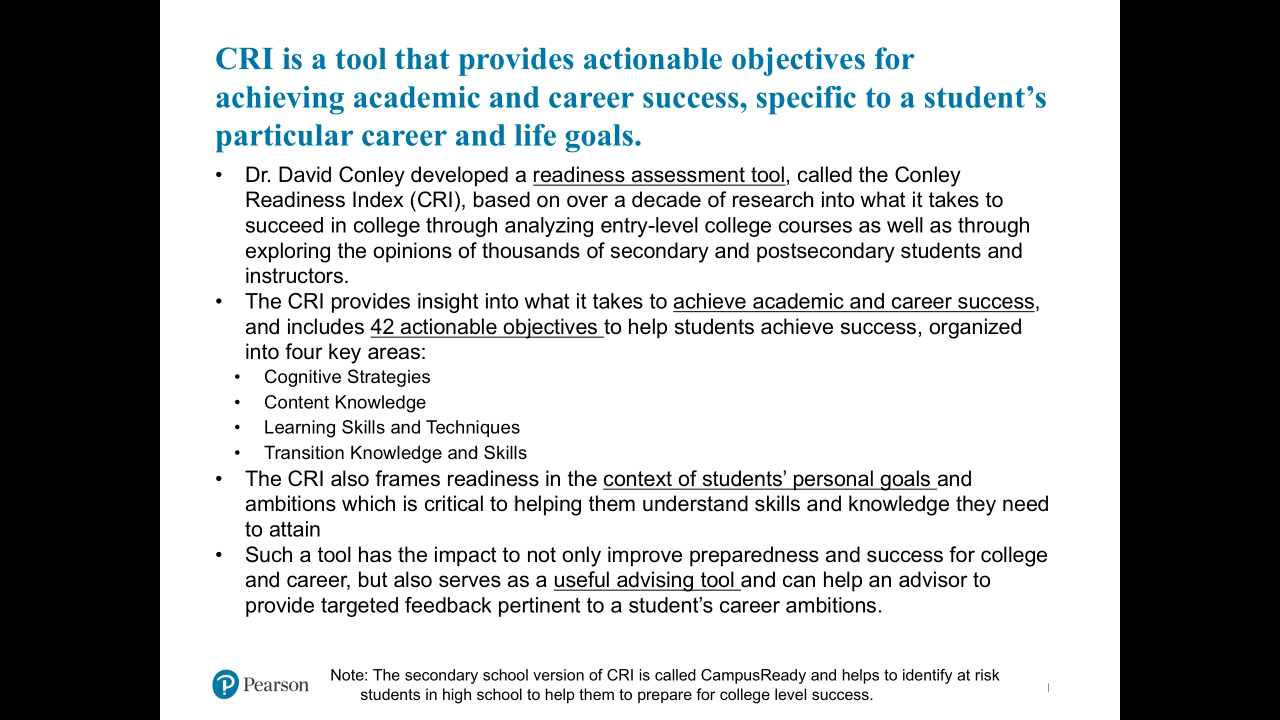 CRI is a tool that provides actionable objectives for
achieving academic and career success, specific to a student’s
particular career and life goals.
• Dr. David Conley developed a readiness assessment tool, called the Conley
Readiness Index (CRI), based on over a decade of research into what it takes to
succeed in college through analyzing entry-level college courses as well as through
exploring the opinions of thousands of secondary and postsecondary students and
instructors.
• The CRI provides insight into what it takes to achieve academic and career success,
and includes 42 actionable objectives to help students achieve success, organized
into four key areas:
• Cognitive Strategies
• Content Knowledge
• Learning Skills and Techniques
• Transition Knowledge and Skills
• The CRI also frames readiness in the context of students’ personal goals and
ambitions which is critical to helping them understand skills and knowledge they need
to attain
• Such a tool has the impact to not only improve preparedness and success for college
and career, but also serves as a useful advising tool and can help an advisor to
provide targeted feedback pertinent to a student’s career ambitions.
Note: The secondary school version of CRI is called CampusReady and helps to identify at risk
students in high school to help them to prepare for college level success.
P Pearson
|